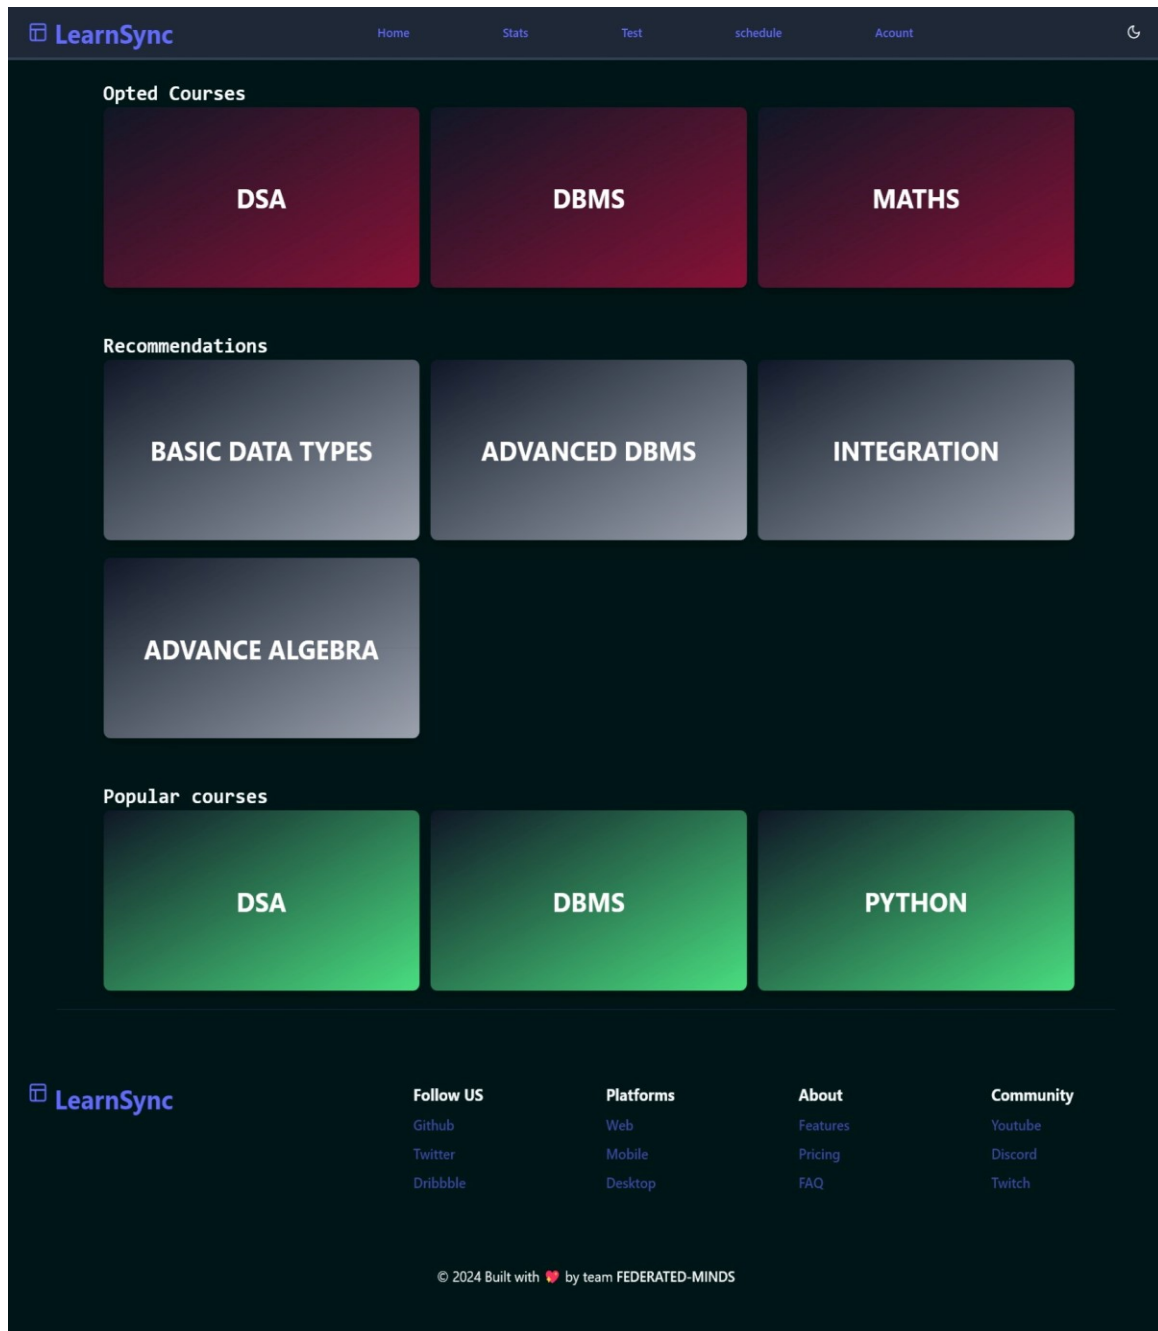 LearnSync Home Stats Test schedule Acount
Opted Courses
DSA DBMS MATHS
Recommendations
BASIC DATA TYPES ADVANCED DBMS INTEGRATION
ADVANCE ALGEBRA
Popular courses
DSA DBMS PYTHON
LearnSync Follow US Platforms About Community
Github Web Features Youtube
Twitter Mobile Pricing Discord
Dribbble Desktop FAQ Twitch
© 2024 Built with 💖 by team FEDERATED-MINDS